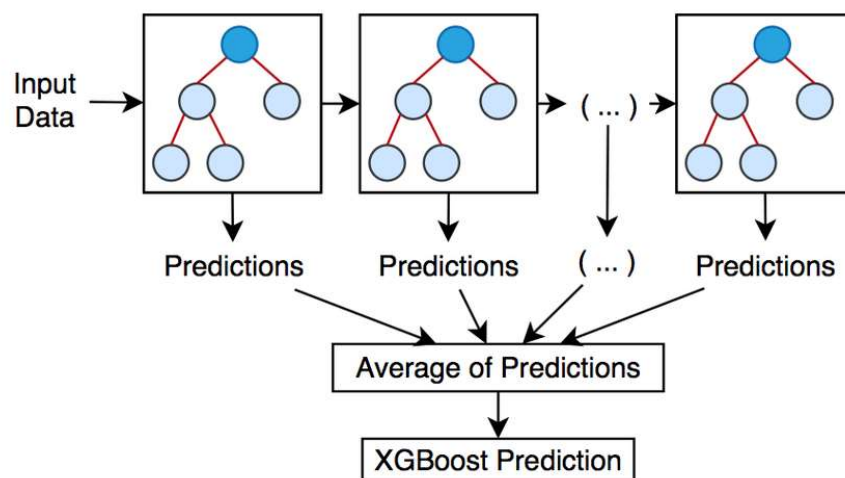 Input
Data
( ... )
Predictions
Predictions
( ... )
Predictions
Average of Predictions
XGBoost Prediction